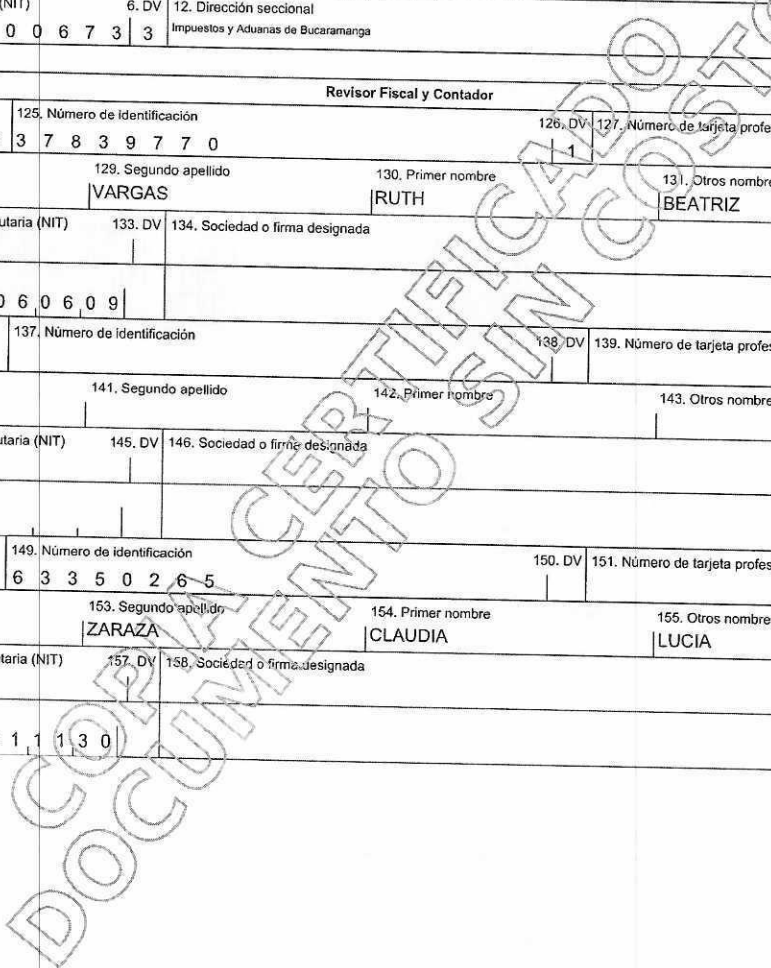 (NIT) 6. DV 12. Dirección seccional
0 0 6 7 3 3 Impuestos y Aduanas de Bucaramanga
Revisor Fiscal y Contador
125. Número de identificación 126. DV 127. Número de tarjeta profes
3 7 8 3 9 7 7 0 1
129. Segundo apellido 130. Primer nombre 131. Otros nombre
VARGAS RUTH BEATRIZ
utaria (NIT) 133. DV 134. Sociedad o firma designada
0 6 0 6 0 9
137. Número de identificación 138. DV 139. Número de tarjeta profes
141. Segundo apellido 142. Primer nombre 143. Otros nombre
utaria (NIT) 145. DV 146. Sociedad o firma designada
149. Número de identificación 150. DV 151. Número de tarjeta profes
6 3 3 5 0 2 6 5
153. Segundo apellido 154. Primer nombre 155. Otros nombre
ZARAZA CLAUDIA LUCIA
taria (NIT) 157. DV 158. Sociedad o firma designada
1 1 1 3 0
COPIA CERTIFICADO
DOCUMENTO SIN COSTO